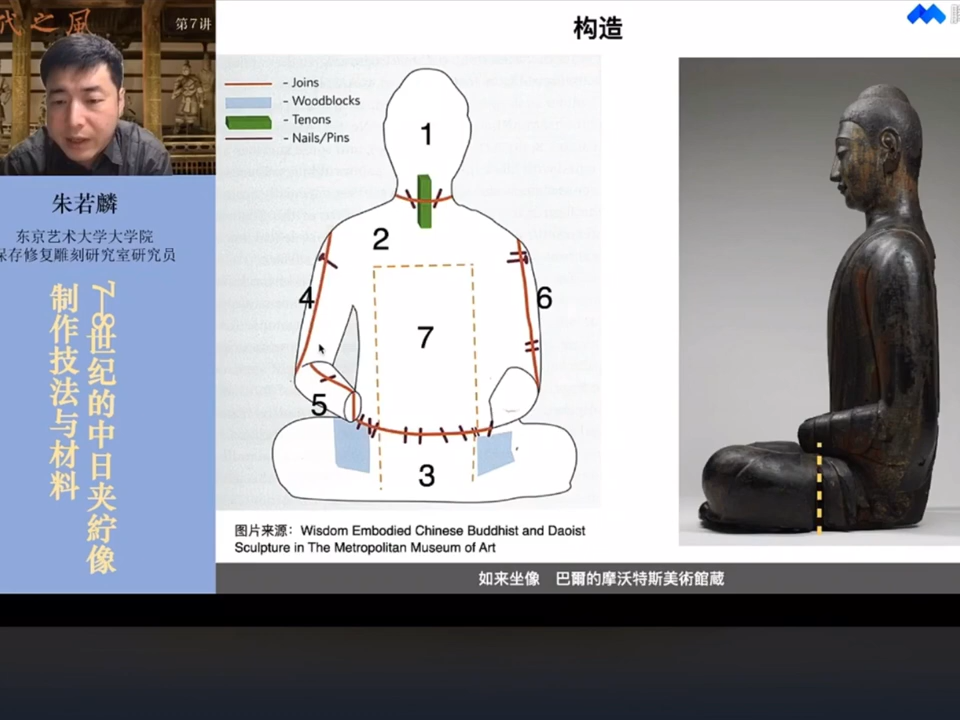 代之风
第7讲
朱若麟
东京艺术大学大学院
保存修复雕刻研究室研究员
7—8世纪的中日夹紵像
制作技法与材料
构造
- Joins
- Woodblocks
- Tenons
- Nails/Pins
1
2
4
6
7
5
3
图片来源：Wisdom Embodied Chinese Buddhist and Daoist
Sculpture in The Metropolitan Museum of Art
如来坐像　巴爾的摩沃特斯美術館蔵